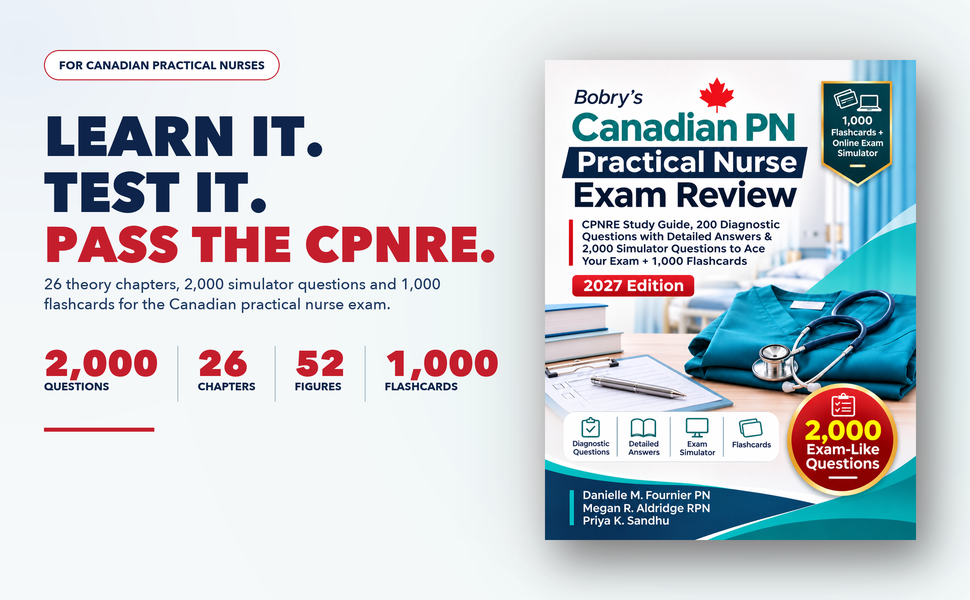 FOR CANADIAN PRACTICAL NURSES
LEARN IT.
TEST IT.
PASS THE CPNRE.
26 theory chapters, 2,000 simulator questions and 1,000
flashcards for the Canadian practical nurse exam.
2,000
QUESTIONS
26
CHAPTERS
52
FIGURES
1,000
FLASHCARDS
Bobry's
Canadian PN
Practical Nurse
Exam Review
1,000
Flashcards +
Online Exam
Simulator
CPNRE Study Guide, 200 Diagnostic
Questions with Detailed Answers &
2,000 Simulator Questions to Ace
Your Exam + 1,000 Flashcards
2027 Edition
Diagnostic
Questions
Detailed
Answers
Exam
Simulator
Flashcards
2,000
Exam-Like
Questions
Danielle M. Fournier PN
Megan R. Aldridge RPN
Priya K. Sandhu